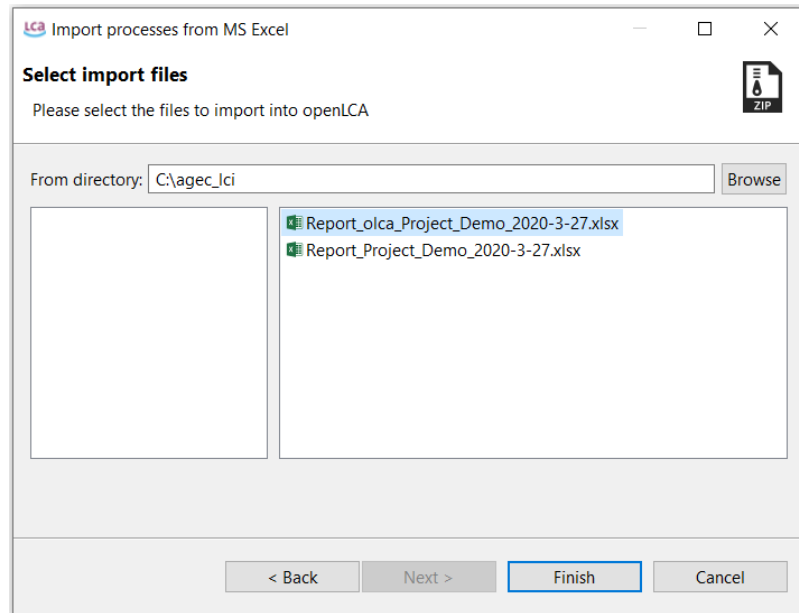 LCA Import processes from MS Excel
Select import files
Please select the files to import into openLCA
ZIP
From directory: C:\agec_lci Browse
Report_olca_Project_Demo_2020-3-27.xlsx
Report_Project_Demo_2020-3-27.xlsx
< Back Next > Finish Cancel